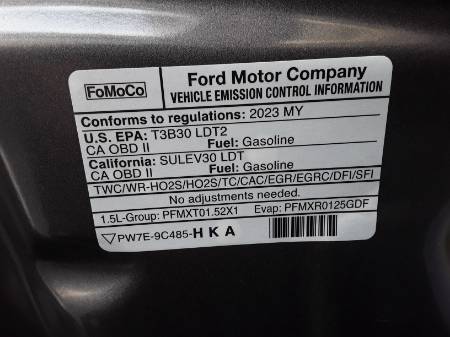 FoMoCo
Ford Motor Company
VEHICLE EMISSION CONTROL INFORMATION
Conforms to regulations: 2023 MY
U.S. EPA: T3B30 LDT2
CA OBD II Fuel: Gasoline
California: SULEV30 LDT
CA OBD II Fuel: Gasoline
TWC/WR-HO2S/HO2S/TC/CAC/EGR/EGRC/DFI/SFI
No adjustments needed.
1.5L-Group: PFMXT01.52X1 Evap: PFMXR0125GDF
PW7E-9C485-HKA